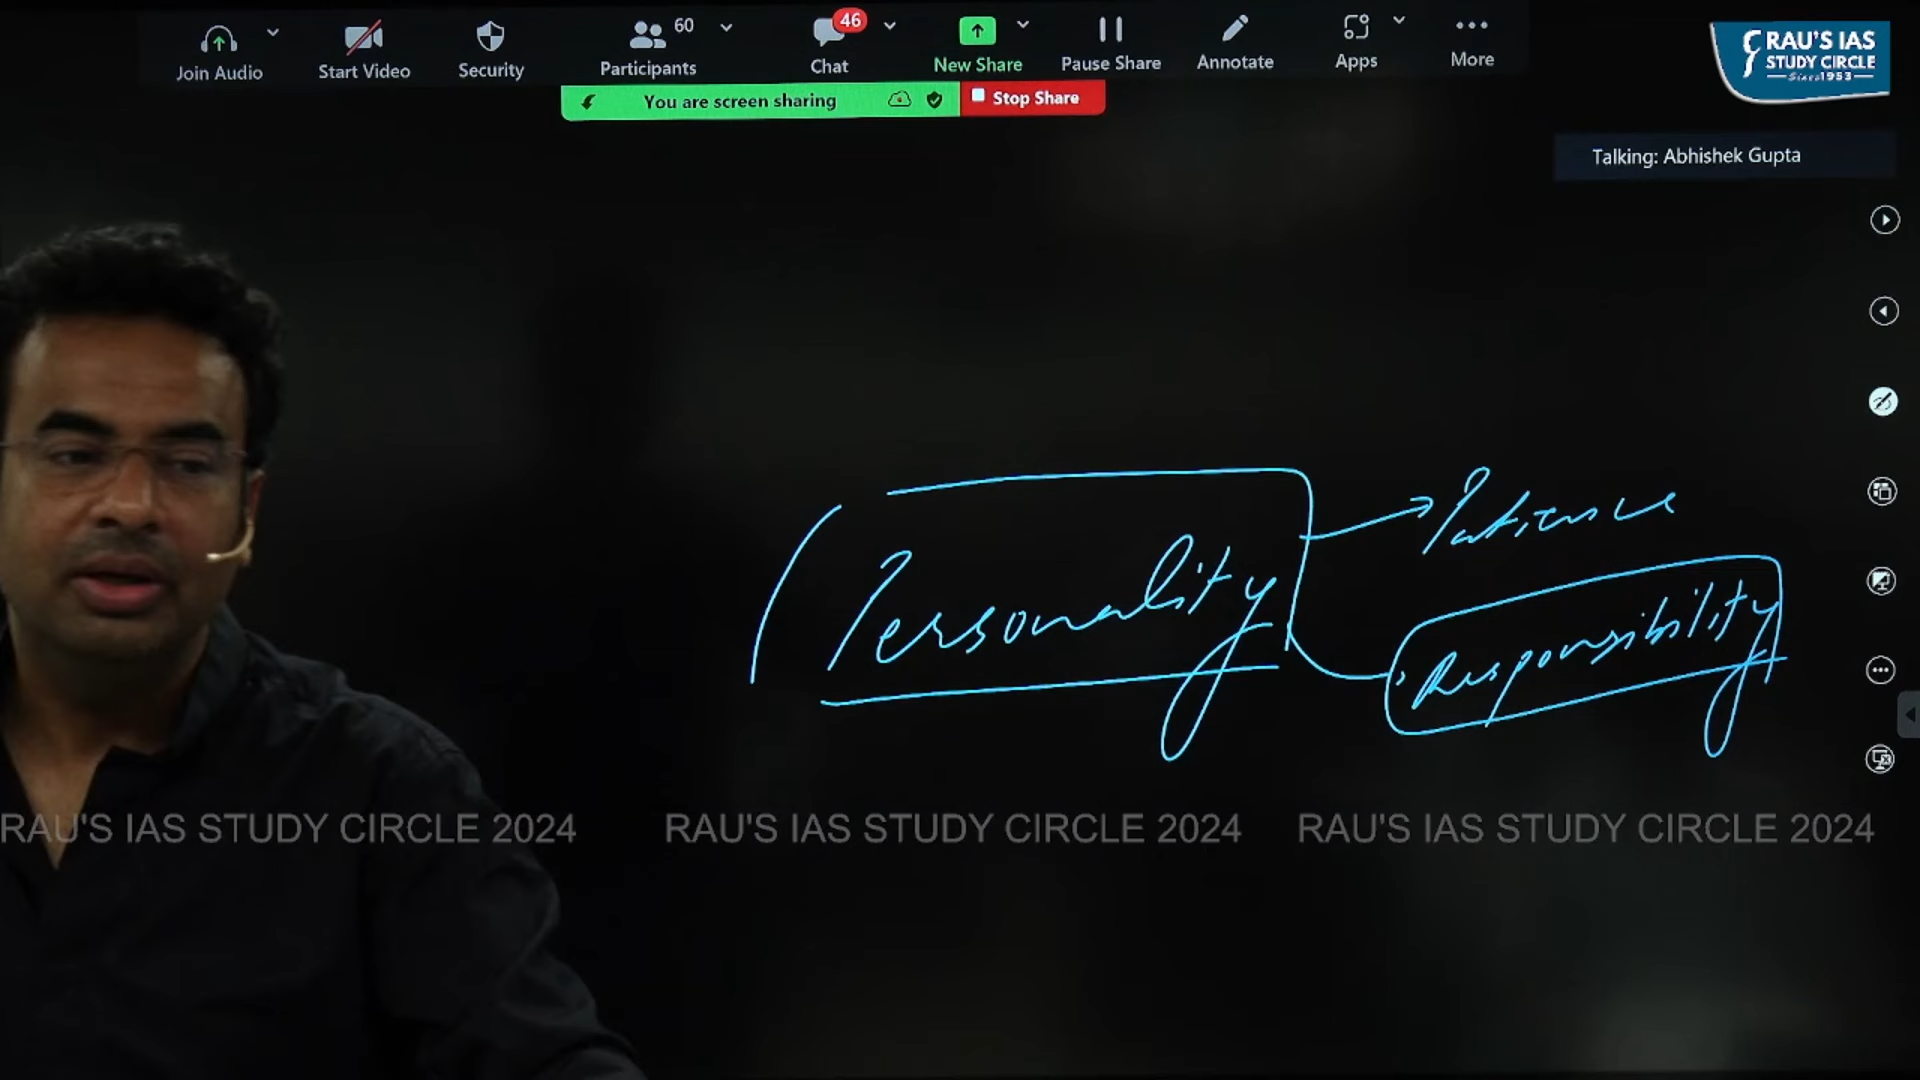 60
46
Join Audio
Start Video
Security
Participants
Chat
New Share
Pause Share
Annotate
Apps
More
RAU'S IAS
STUDY CIRCLE
Since 1953
You are screen sharing
Stop Share
Talking: Abhishek Gupta
Patience
Personality
Responsibility
RAU'S IAS STUDY CIRCLE 2024
RAU'S IAS STUDY CIRCLE 2024
RAU'S IAS STUDY CIRCLE 2024